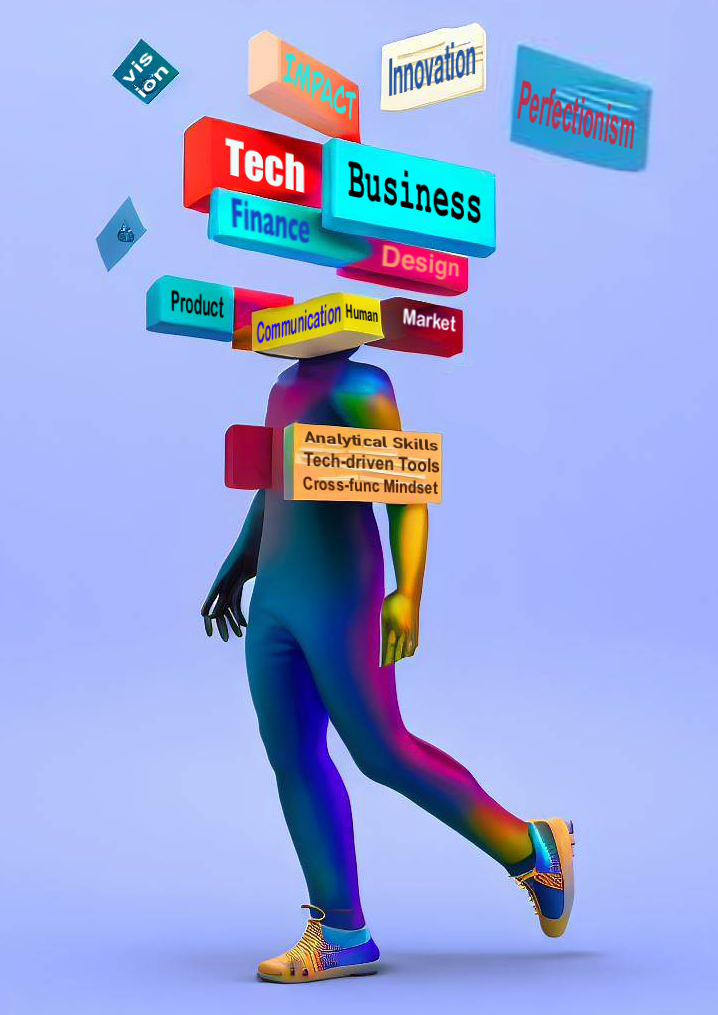 vis
ion
IMPACT
Innovation
Perfectionism
Tech
Business
Finance
Design
Product
Communication
Human
Market
Analytical Skills
Tech-driven Tools
Cross-func Mindset